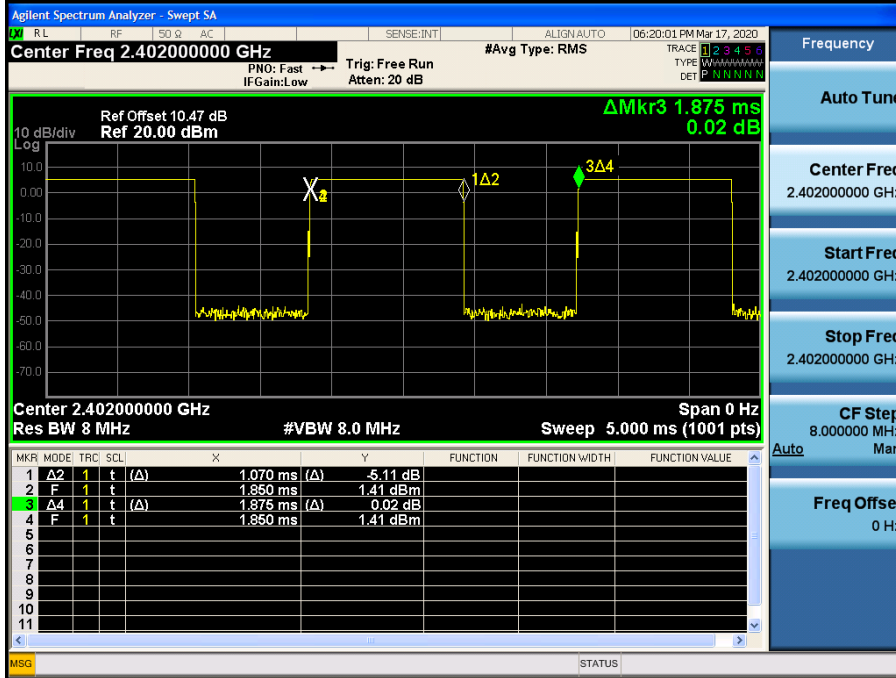 Agilent Spectrum Analyzer - Swept SA
LXI RL RF 50 Ω AC SENSE:INT ALIGN AUTO 06:20:01 PM Mar 17, 2020
Center Freq 2.402000000 GHz #Avg Type: RMS TRACE 1 2 3 4 5 6
PNO: Fast Trig: Free Run TYPE WWWWWW
IFGain:Low Atten: 20 dB DET P N N N N N
Frequency
Auto Tune
Center Freq
2.402000000 GHz
Start Freq
2.402000000 GHz
Stop Freq
2.402000000 GHz
CF Step
8.000000 MHz
Auto Man
Freq Offset
0 Hz
ΔMkr3 1.875 ms
0.02 dB
Ref Offset 10.47 dB
10 dB/div Ref 20.00 dBm
Log
10.0
0.00
-10.0
-20.0
-30.0
-40.0
-50.0
-60.0
-70.0
1Δ2
3Δ4
Center 2.402000000 GHz Span 0 Hz
Res BW 8 MHz #VBW 8.0 MHz Sweep 5.000 ms (1001 pts)
MKR MODE TRC SCL X Y FUNCTION FUNCTION WIDTH FUNCTION VALUE
1 Δ2 1 t (Δ) 1.070 ms (Δ) -5.11 dB
2 F 1 t 1.850 ms 1.41 dBm
3 Δ4 1 t (Δ) 1.875 ms (Δ) 0.02 dB
4 F 1 t 1.850 ms 1.41 dBm
5
6
7
8
9
10
11
MSG STATUS